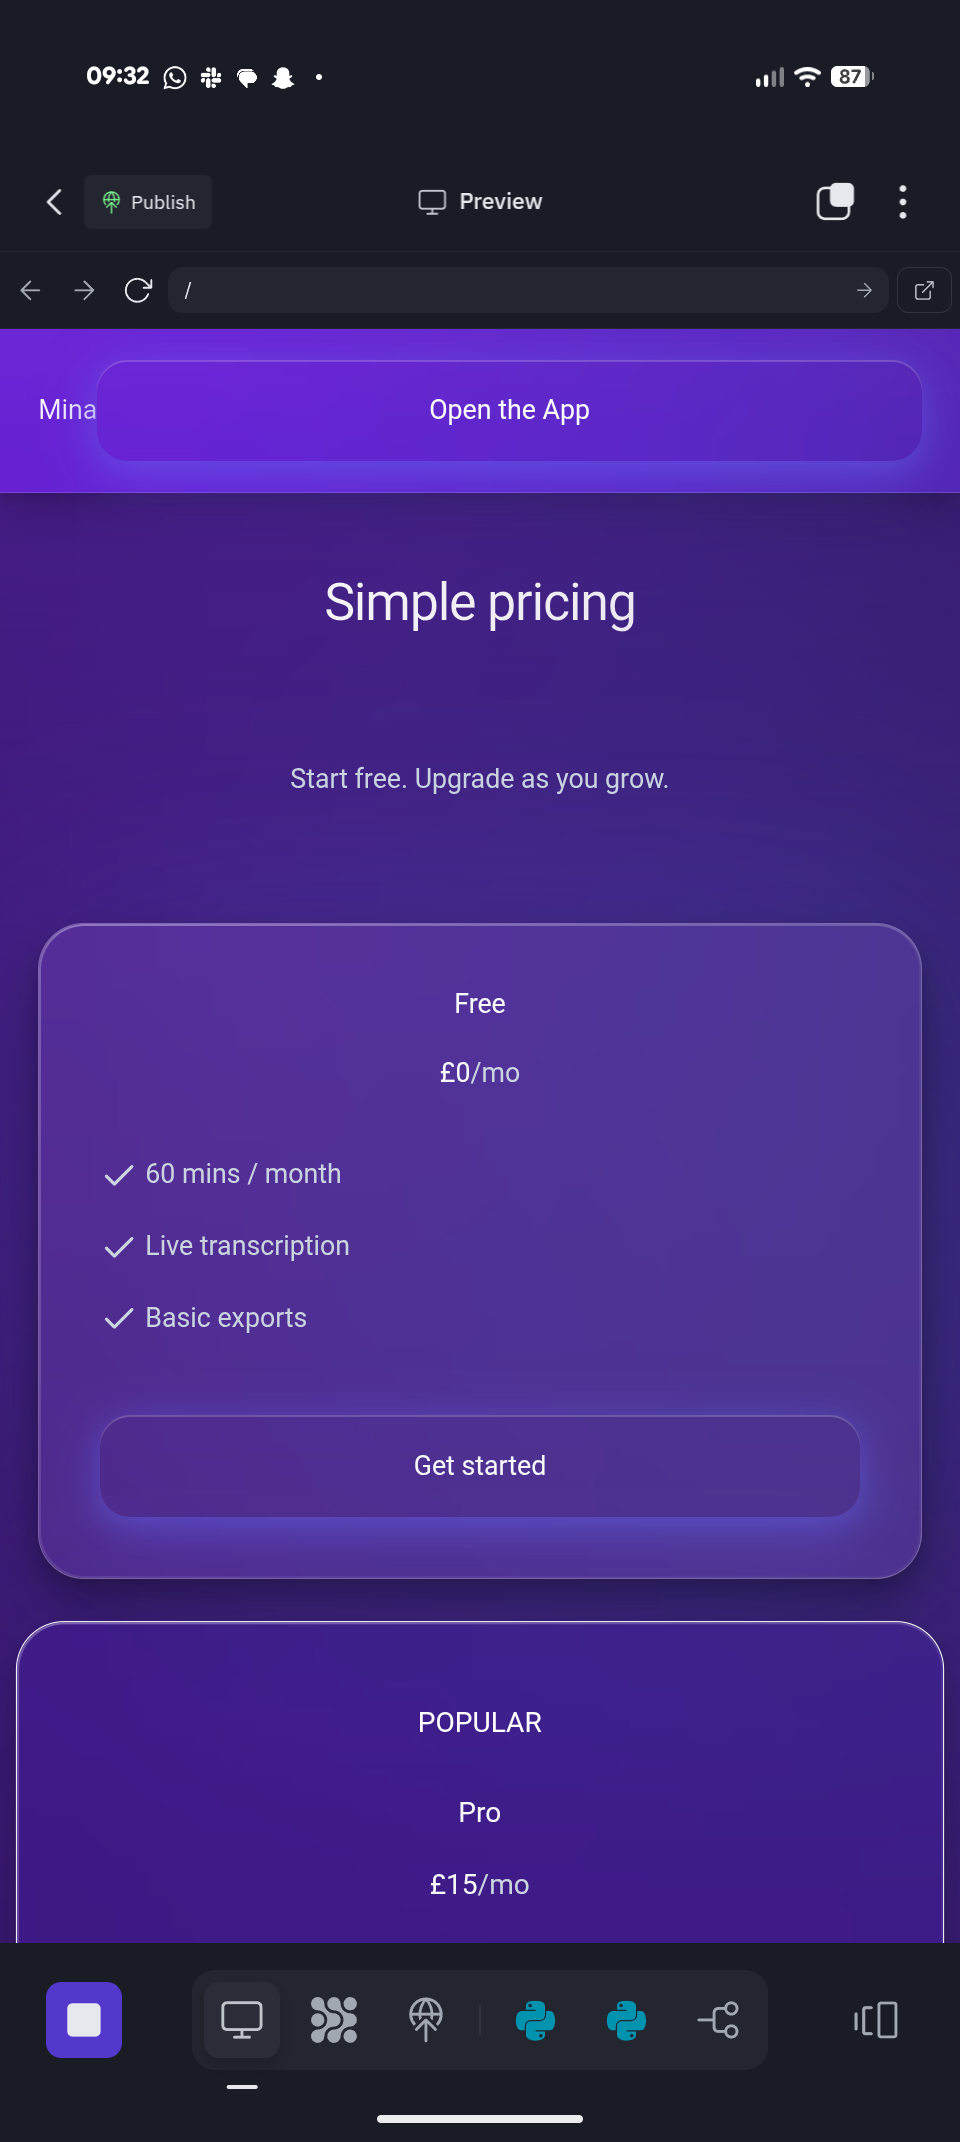 09:32
87
Publish
Preview
/
Mina
Open the App
Simple pricing
Start free. Upgrade as you grow.
Free
£0/mo
60 mins / month
Live transcription
Basic exports
Get started
POPULAR
Pro
£15/mo